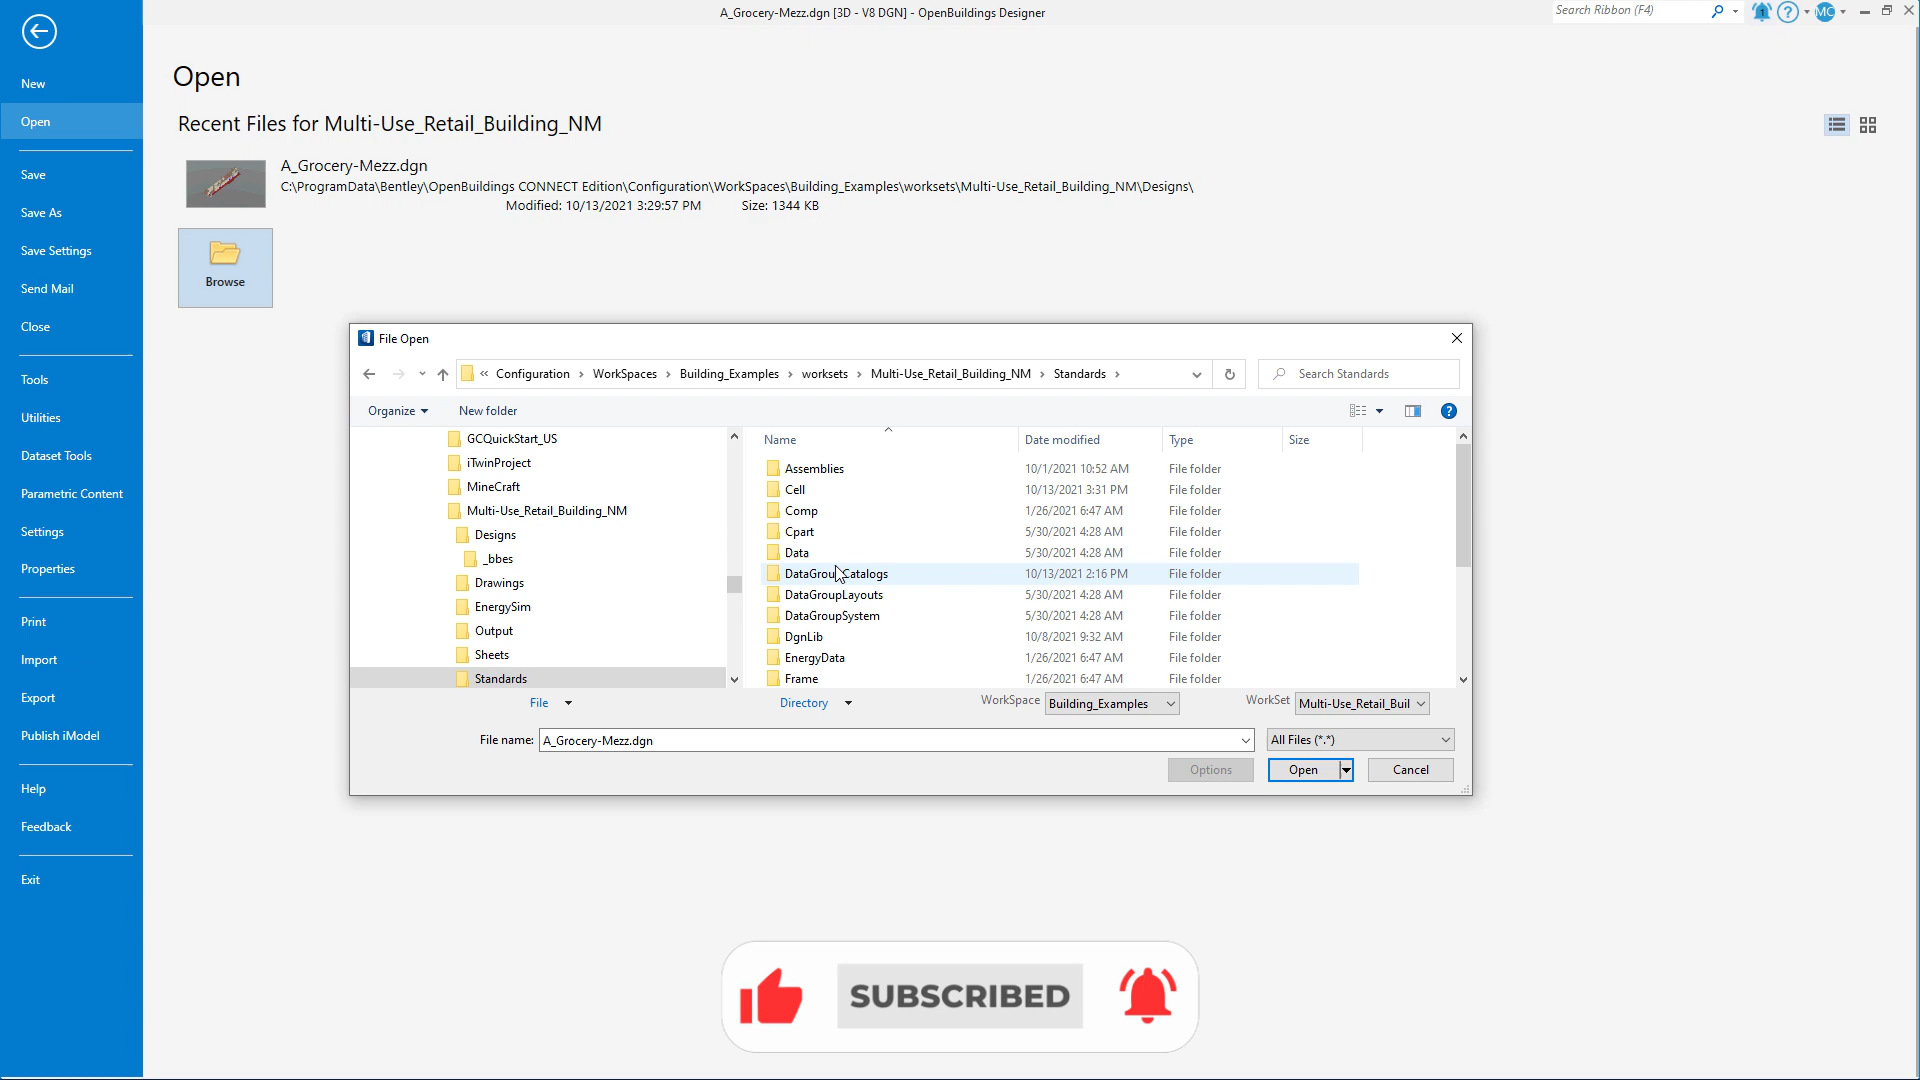 A_Grocery-Mezz.dgn [3D - V8 DGN] - OpenBuildings Designer
Search Ribbon (F4)
MC
New
Open
Save
Save As
Save Settings
Send Mail
Close
Tools
Utilities
Dataset Tools
Parametric Content
Settings
Properties
Print
Import
Export
Publish iModel
Help
Feedback
Exit
Open
Recent Files for Multi-Use_Retail_Building_NM
A_Grocery-Mezz.dgn
C:\ProgramData\Bentley\OpenBuildings CONNECT Edition\Configuration\WorkSpaces\Building_Examples\worksets\Multi-Use_Retail_Building_NM\Designs\
Modified: 10/13/2021 3:29:57 PM Size: 1344 KB
Browse
File Open
« Configuration › WorkSpaces › Building_Examples › worksets › Multi-Use_Retail_Building_NM › Standards ›
Search Standards
Organize New folder
GCQuickStart_US
iTwinProject
MineCraft
Multi-Use_Retail_Building_NM
Designs
_bbes
Drawings
EnergySim
Output
Sheets
Standards
Name Date modified Type Size
Assemblies 10/1/2021 10:52 AM File folder
Cell 10/13/2021 3:31 PM File folder
Comp 1/26/2021 6:47 AM File folder
Cpart 5/30/2021 4:28 AM File folder
Data 5/30/2021 4:28 AM File folder
DataGroupCatalogs 10/13/2021 2:16 PM File folder
DataGroupLayouts 5/30/2021 4:28 AM File folder
DataGroupSystem 5/30/2021 4:28 AM File folder
DgnLib 10/8/2021 9:32 AM File folder
EnergyData 1/26/2021 6:47 AM File folder
Frame 1/26/2021 6:47 AM File folder
File Directory WorkSpace Building_Examples WorkSet Multi-Use_Retail_Buil
File name: A_Grocery-Mezz.dgn All Files (*.*)
Options Open Cancel
SUBSCRIBED